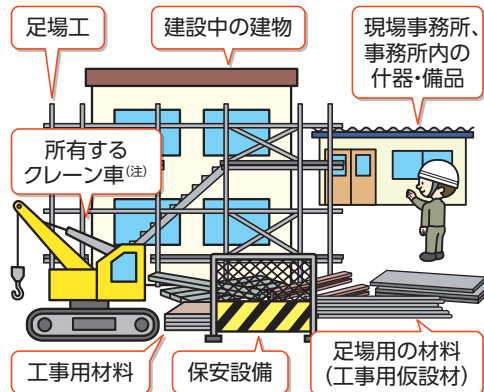 足場工
建設中の建物
現場事務所、
事務所内の
什器・備品
所有する
クレーン車(注)
工事用材料
保安設備
足場用の材料
(工事用仮設材)